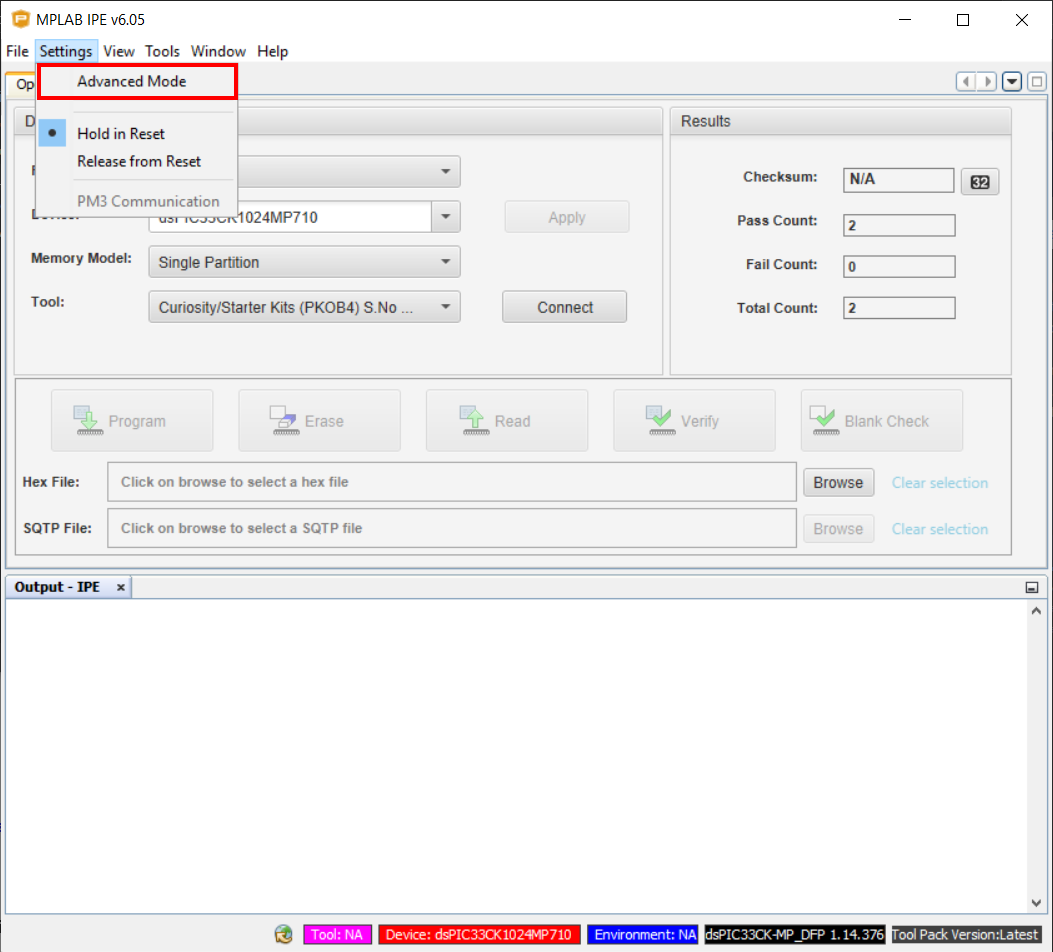 MPLAB IPE v6.05
File Settings View Tools Window Help
Advanced Mode
Hold in Reset
Release from Reset
PM3 Communication
Results
dsPIC33CK1024MP710
Apply
Memory Model:
Single Partition
Tool:
Curiosity/Starter Kits (PKOB4) S.No ...
Connect
Checksum:
N/A
32
Pass Count:
2
Fail Count:
0
Total Count:
2
Program
Erase
Read
Verify
Blank Check
Hex File:
Click on browse to select a hex file
Browse
Clear selection
SQTP File:
Click on browse to select a SQTP file
Browse
Clear selection
Output - IPE ×
Tool: NA
Device: dsPIC33CK1024MP710
Environment: NA
dsPIC33CK-MP_DFP 1.14.376
Tool Pack Version:Latest